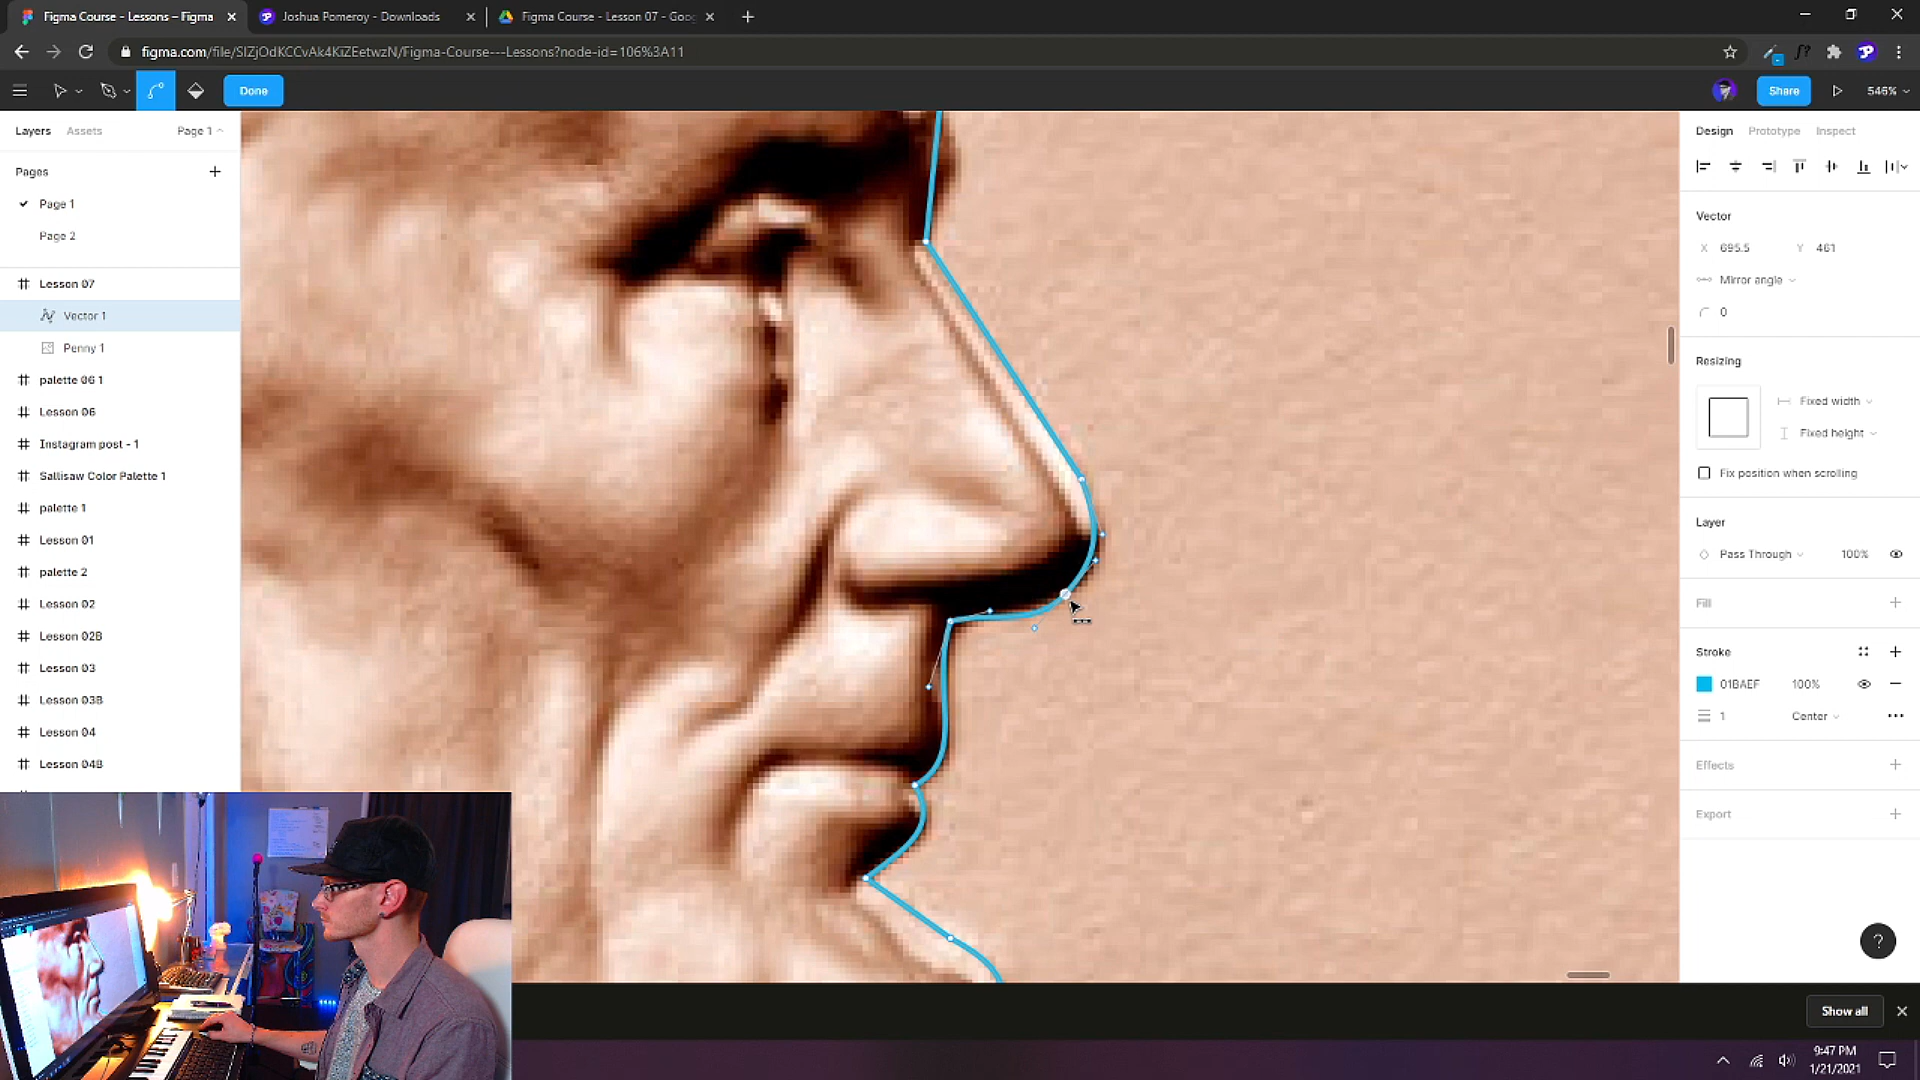 Figma Course - Lessons – Figma
Joshua Pomeroy - Downloads
Figma Course - Lesson 07 - Goo
figma.com/file/SIZjOdKCCvAk4KiZEetwzN/Figma-Course---Lessons?node-id=106%3A11
Done
Share
546%
Layers
Assets
Page 1
Design
Prototype
Inspect
Pages
Page 1
Page 2
Lesson 07
Vector 1
Penny 1
palette 06 1
Lesson 06
Instagram post - 1
Sallisaw Color Palette 1
palette 1
Lesson 01
palette 2
Lesson 02
Lesson 02B
Lesson 03
Lesson 03B
Lesson 04
Lesson 04B
Vector
X 695.5
Y 461
Mirror angle
0
Resizing
Fixed width
Fixed height
Fix position when scrolling
Layer
Pass Through
100%
Fill
Stroke
01BAEF
100%
1
Center
Effects
Export
?
Show all
9:47 PM
1/21/2021